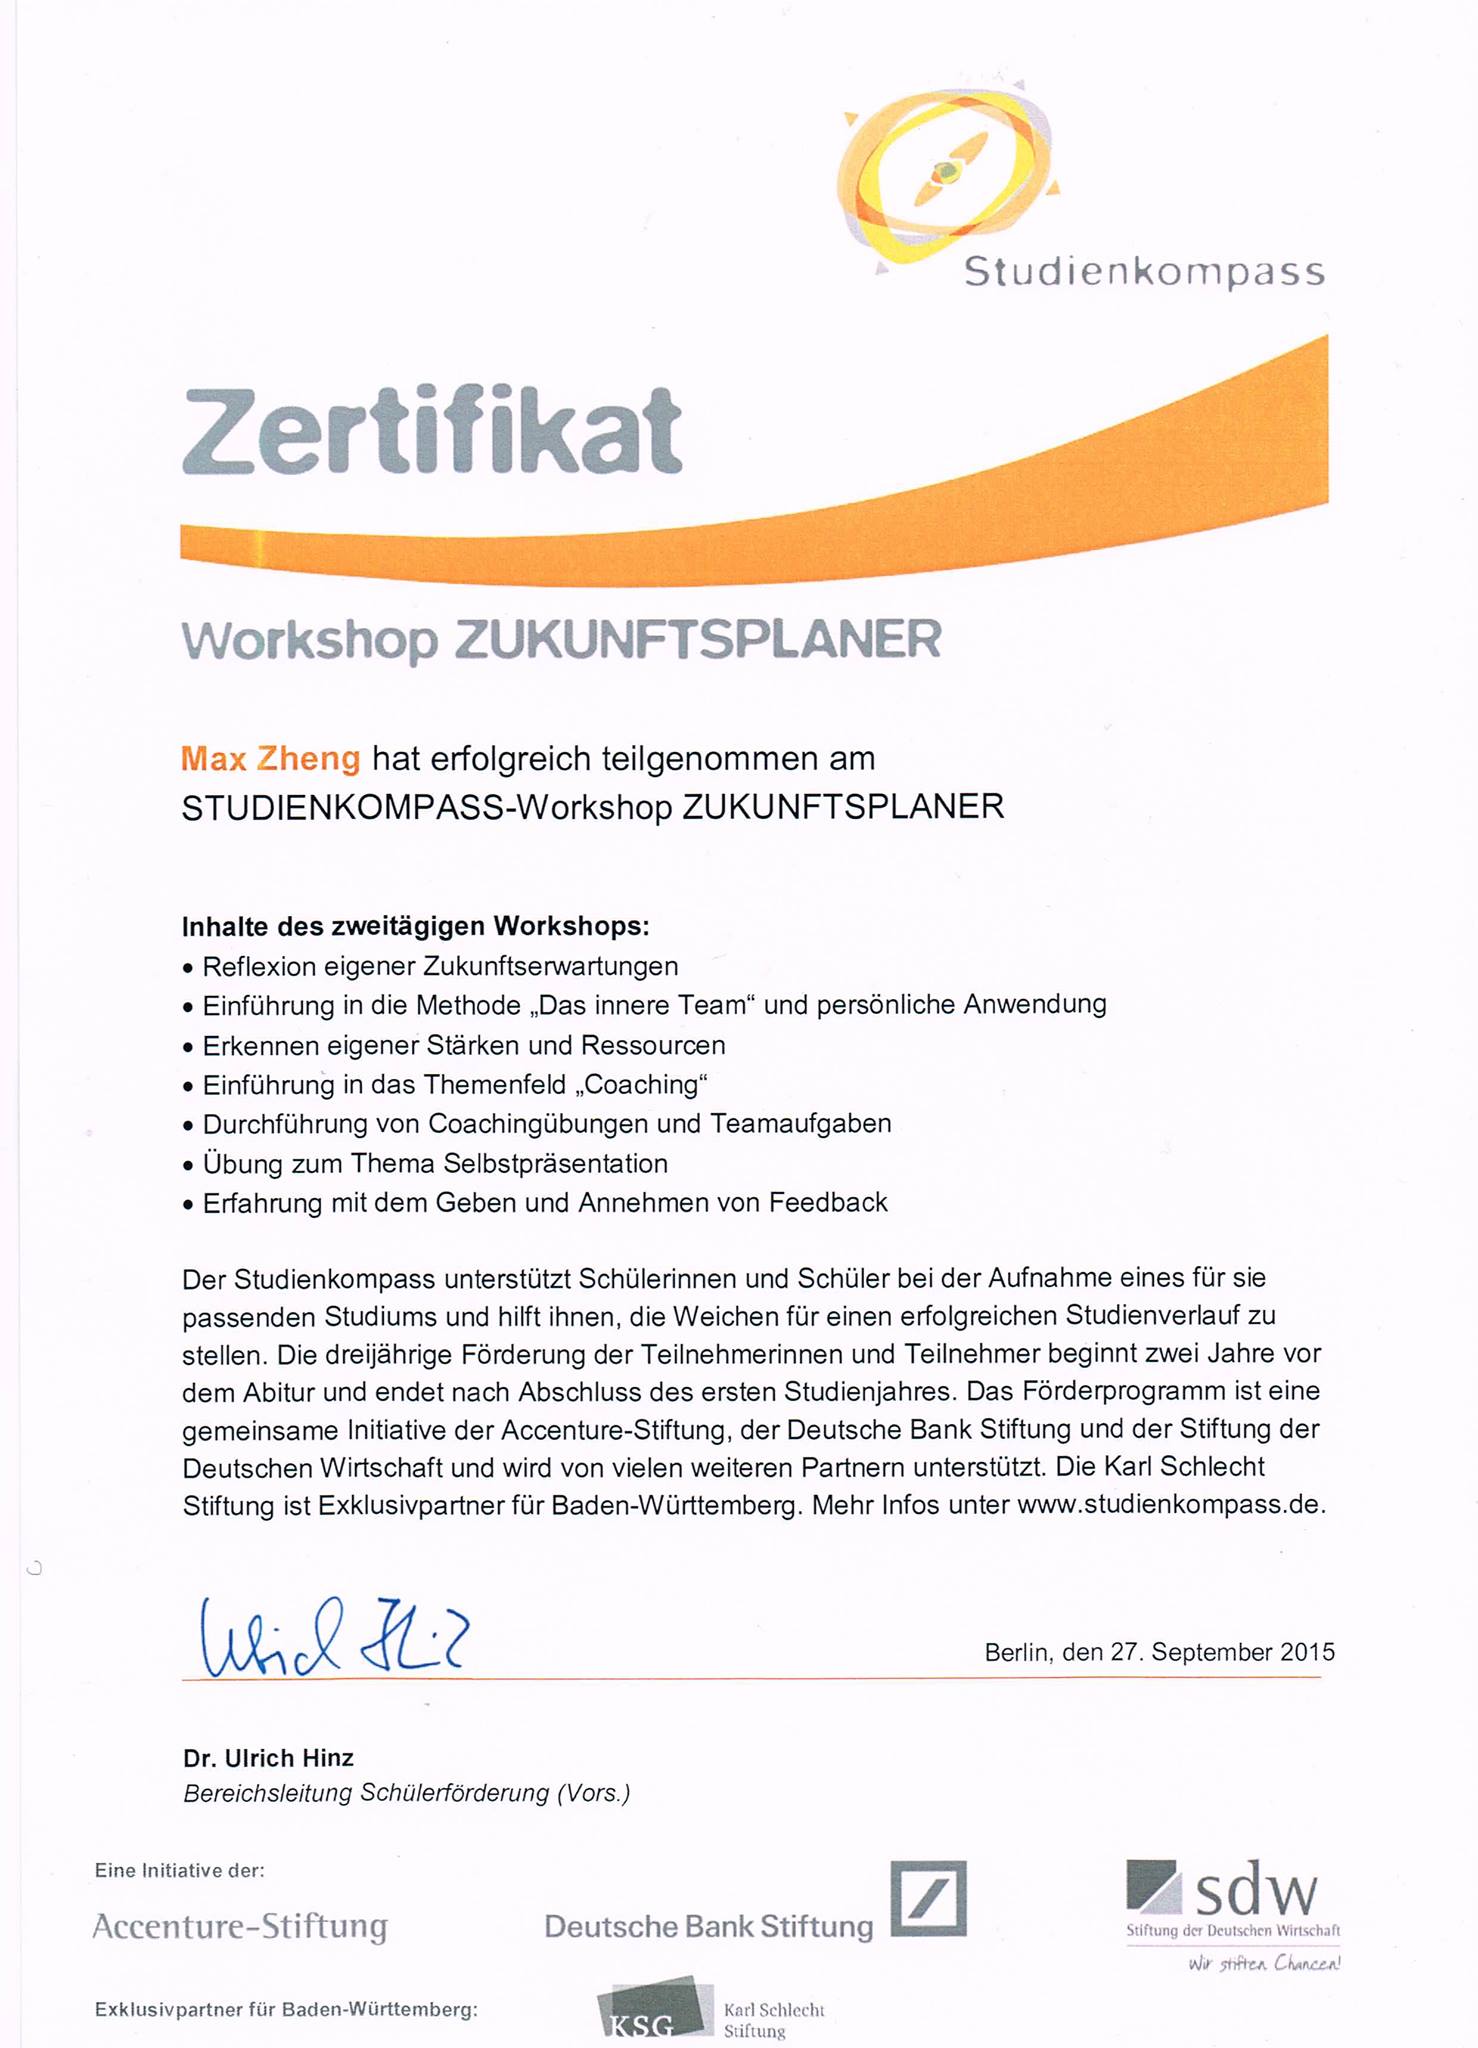 Studienkompass
Zertifikat
Workshop ZUKUNFTSPLANER
Max Zheng hat erfolgreich teilgenommen am
STUDIENKOMPASS-Workshop ZUKUNFTSPLANER
Inhalte des zweitägigen Workshops:
• Reflexion eigener Zukunftserwartungen
• Einführung in die Methode „Das innere Team“ und persönliche Anwendung
• Erkennen eigener Stärken und Ressourcen
• Einführung in das Themenfeld „Coaching“
• Durchführung von Coachingübungen und Teamaufgaben
• Übung zum Thema Selbstpräsentation
• Erfahrung mit dem Geben und Annehmen von Feedback
Der Studienkompass unterstützt Schülerinnen und Schüler bei der Aufnahme eines für sie
passenden Studiums und hilft ihnen, die Weichen für einen erfolgreichen Studienverlauf zu
stellen. Die dreijährige Förderung der Teilnehmerinnen und Teilnehmer beginnt zwei Jahre vor
dem Abitur und endet nach Abschluss des ersten Studienjahres. Das Förderprogramm ist eine
gemeinsame Initiative der Accenture-Stiftung, der Deutsche Bank Stiftung und der Stiftung der
Deutschen Wirtschaft und wird von vielen weiteren Partnern unterstützt. Die Karl Schlecht
Stiftung ist Exklusivpartner für Baden-Württemberg. Mehr Infos unter www.studienkompass.de.
Ulrich Hinz
Berlin, den 27. September 2015
Dr. Ulrich Hinz
Bereichsleitung Schülerförderung (Vors.)
Eine Initiative der:
Accenture-Stiftung
Deutsche Bank Stiftung
sdw
Stiftung der Deutschen Wirtschaft
Wir stiften Chancen!
Exklusivpartner für Baden-Württemberg:
KSG
Karl Schlecht
Stiftung